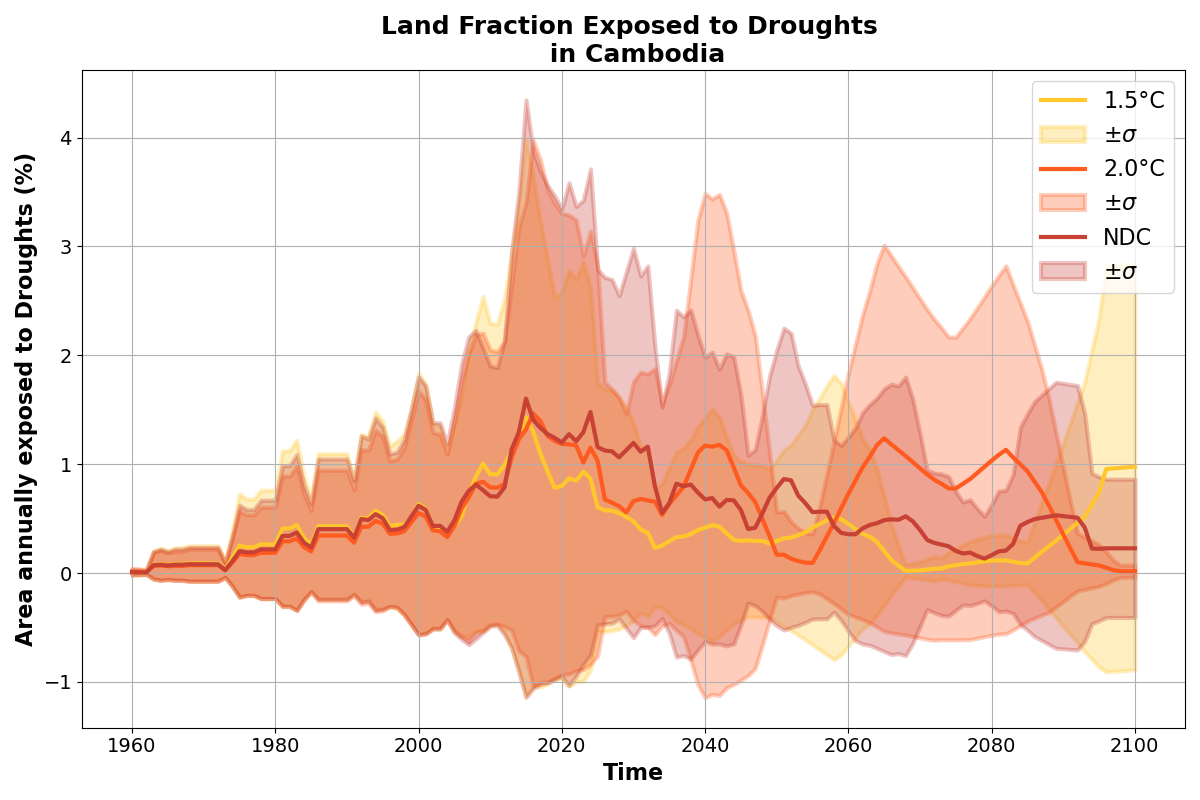 Land Fraction Exposed to Droughts
in Cambodia
Area annually exposed to Droughts (%)
4
3
2
1
0
−1
1960 1980 2000 2020 2040 2060 2080 2100
Time
1.5°C
±σ
2.0°C
±σ
NDC
±σ